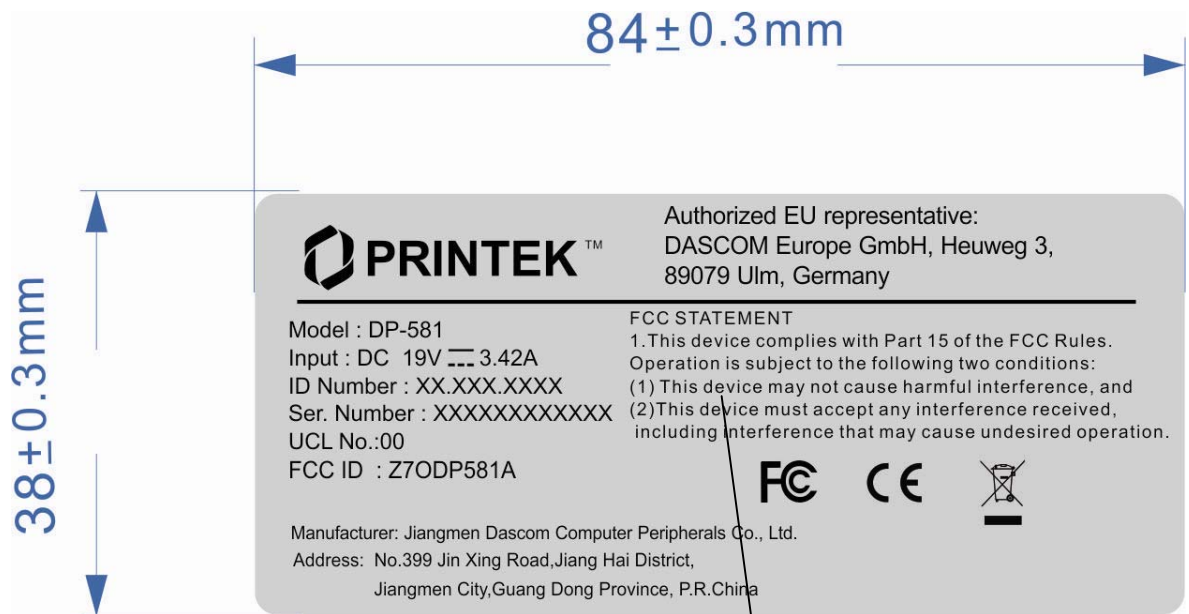 84±0.3mm
38±0.3mm
PRINTEK™
Authorized EU representative:
DASCOM Europe GmbH, Heuweg 3,
89079 Ulm, Germany
Model : DP-581
Input : DC 19V ⎓ 3.42A
ID Number : XX.XXX.XXXX
Ser. Number : XXXXXXXXXXXX
UCL No.:00
FCC ID : Z7ODP581A
FCC STATEMENT
1.This device complies with Part 15 of the FCC Rules.
Operation is subject to the following two conditions:
(1) This device may not cause harmful interference, and
(2)This device must accept any interference received,
including interference that may cause undesired operation.
FC CE
Manufacturer: Jiangmen Dascom Computer Peripherals Co., Ltd.
Address: No.399 Jin Xing Road,Jiang Hai District,
Jiangmen City,Guang Dong Province, P.R.China